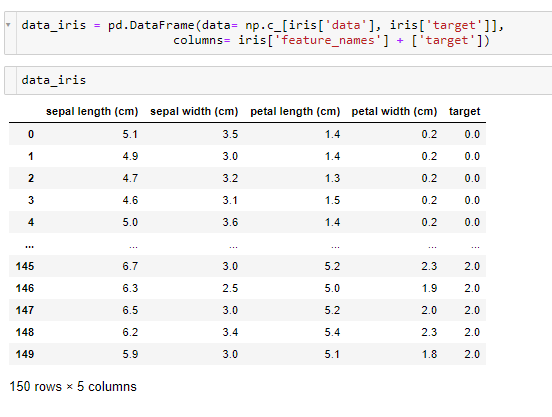 data_iris = pd.DataFrame(data= np.c_[iris['data'], iris['target']],
columns= iris['feature_names'] + ['target'])
data_iris
sepal length (cm) sepal width (cm) petal length (cm) petal width (cm) target
0 5.1 3.5 1.4 0.2 0.0
1 4.9 3.0 1.4 0.2 0.0
2 4.7 3.2 1.3 0.2 0.0
3 4.6 3.1 1.5 0.2 0.0
4 5.0 3.6 1.4 0.2 0.0
... ... ... ... ... ...
145 6.7 3.0 5.2 2.3 2.0
146 6.3 2.5 5.0 1.9 2.0
147 6.5 3.0 5.2 2.0 2.0
148 6.2 3.4 5.4 2.3 2.0
149 5.9 3.0 5.1 1.8 2.0
150 rows × 5 columns